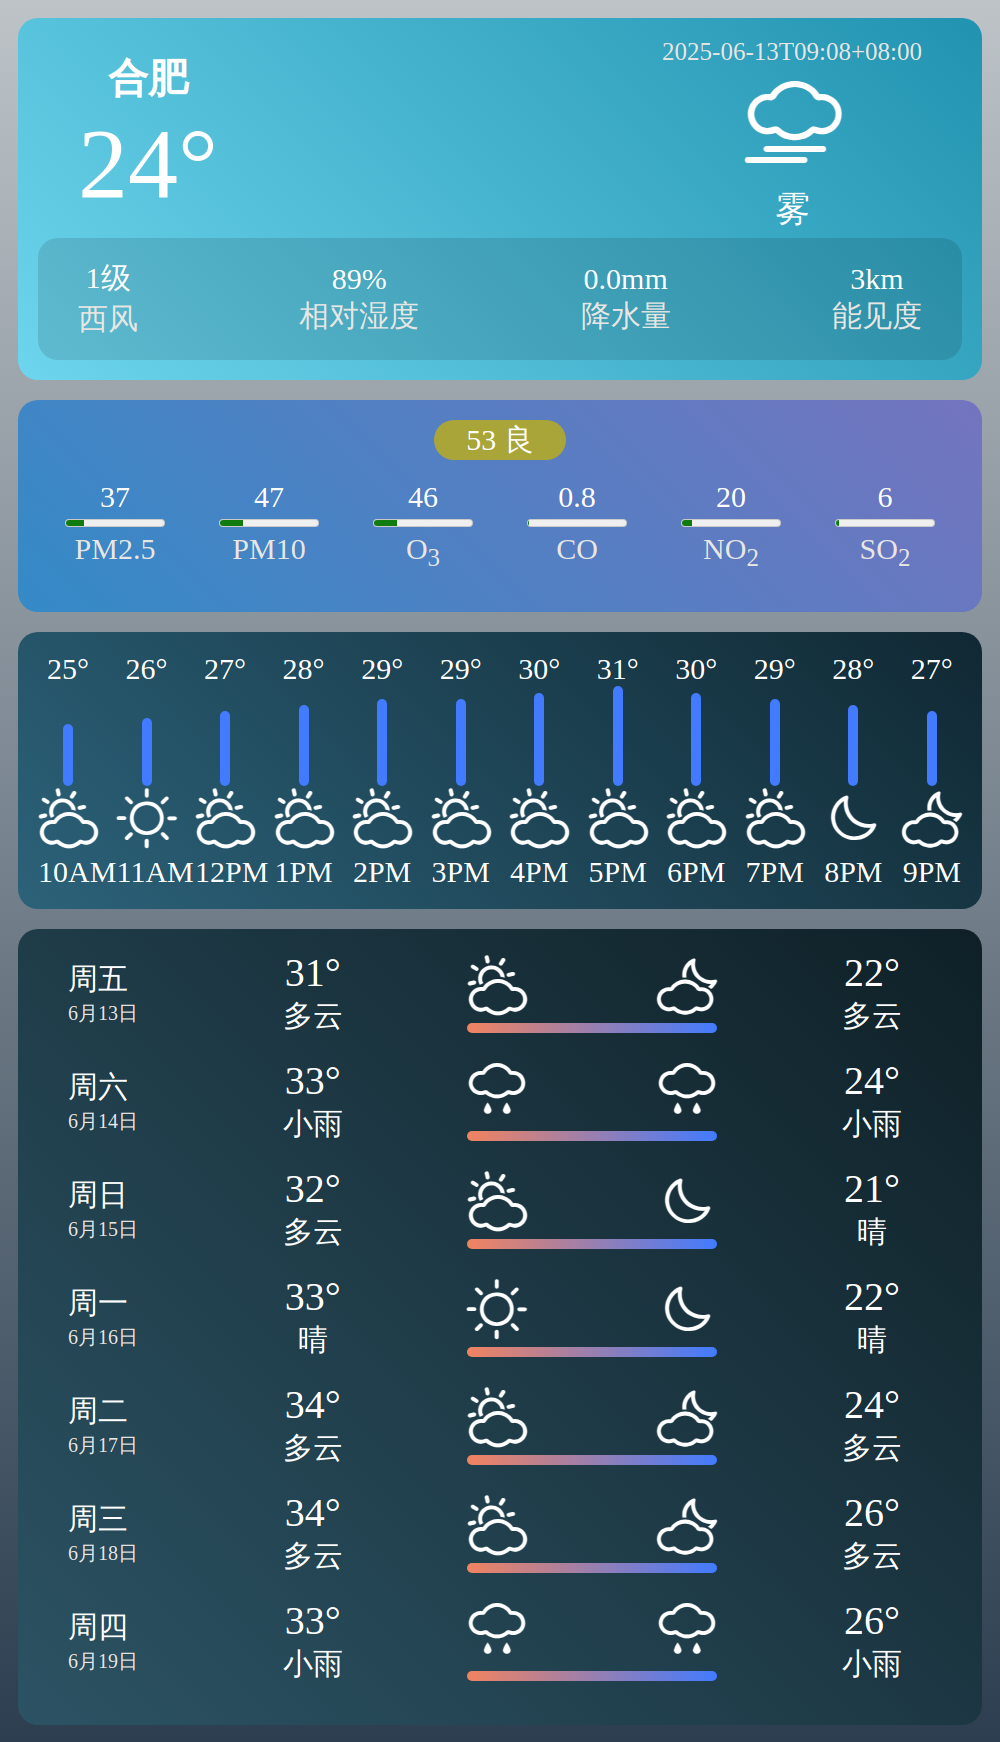 合肥
24°
2025-06-13T09:08+08:00
雾
1级 89% 0.0mm 3km
西风 相对湿度 降水量 能见度
53 良
37 47 46 0.8 20 6
PM2.5 PM10 O3 CO NO2 SO2
25° 26° 27° 28° 29° 29° 30° 31° 30° 29° 28° 27°
10AM 11AM 12PM 1PM 2PM 3PM 4PM 5PM 6PM 7PM 8PM 9PM
周五 31° 22°
6月13日 多云 多云
周六 33° 24°
6月14日 小雨 小雨
周日 32° 21°
6月15日 多云 晴
周一 33° 22°
6月16日 晴 晴
周二 34° 24°
6月17日 多云 多云
周三 34° 26°
6月18日 多云 多云
周四 33° 26°
6月19日 小雨 小雨